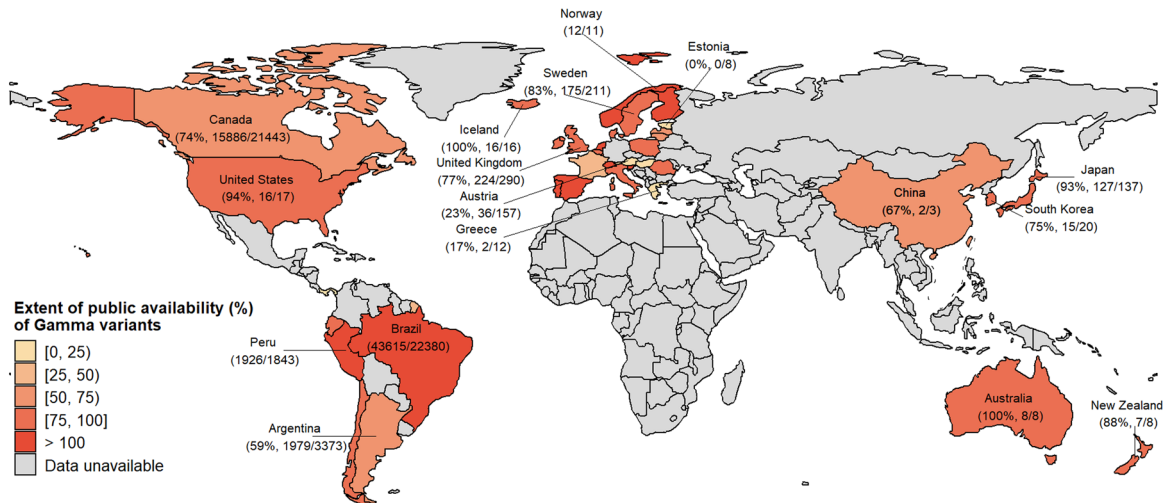 Norway
(12/11)
Estonia
(0%, 0/8)
Sweden
(83%, 175/211)
Canada
(74%, 15886/21443)
Iceland
(100%, 16/16)
United Kingdom
(77%, 224/290)
Austria
(23%, 36/157)
Greece
(17%, 2/12)
United States
(94%, 16/17)
China
(67%, 2/3)
Japan
(93%, 127/137)
South Korea
(75%, 15/20)
Extent of public availability (%)
of Gamma variants
[0, 25)
[25, 50)
[50, 75)
[75, 100]
> 100
Data unavailable
Peru
(1926/1843)
Brazil
(43615/22380)
Argentina
(59%, 1979/3373)
Australia
(100%, 8/8)
New Zealand
(88%, 7/8)